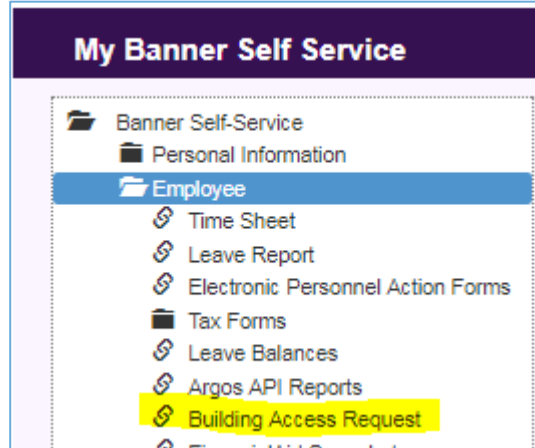 My Banner Self Service
Banner Self-Service
Personal Information
Employee
Time Sheet
Leave Report
Electronic Personnel Action Forms
Tax Forms
Leave Balances
Argos API Reports
Building Access Request